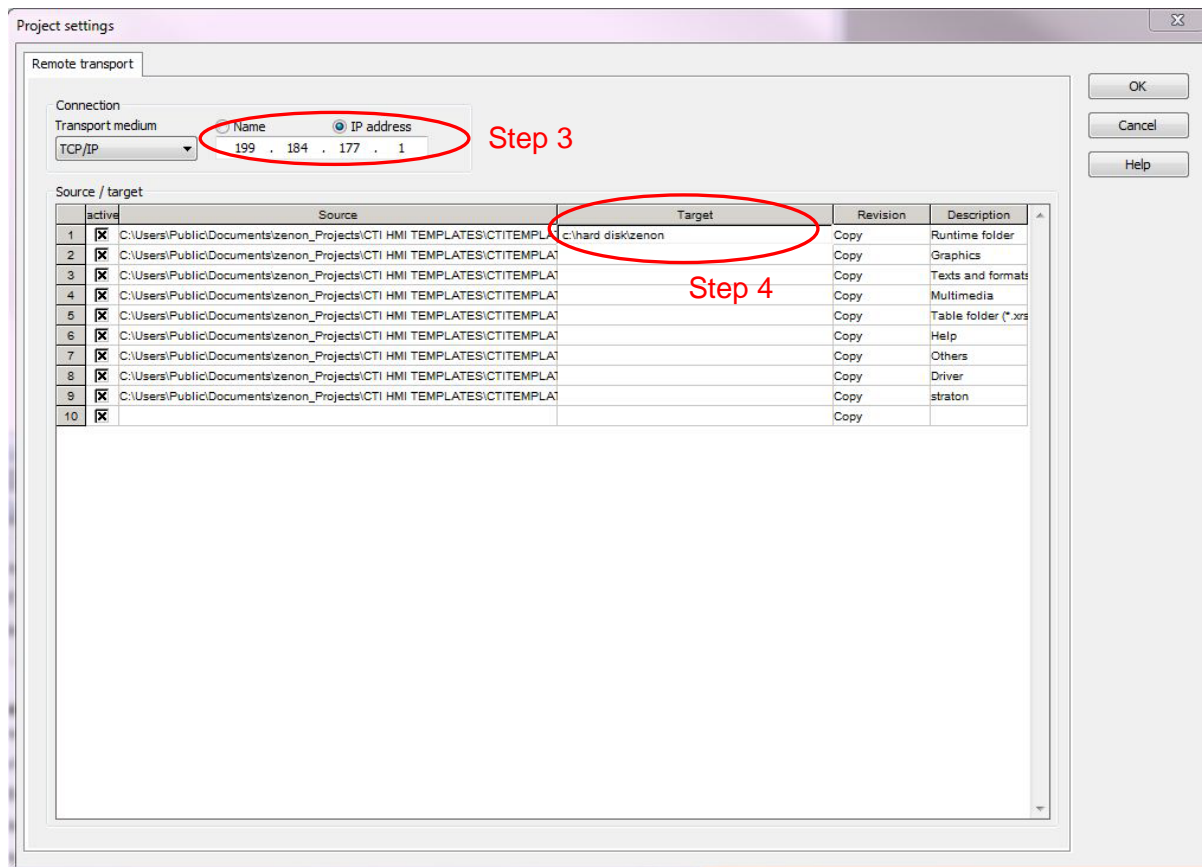 Project settings
Remote transport
OK
Cancel
Help
Connection
Transport medium
Name IP address
TCP/IP 199 . 184 . 177 . 1
Step 3
Source / target
active Source Target Revision Description
1 C:\Users\Public\Documents\zenon_Projects\CTI HMI TEMPLATES\CTITEMPLA c:\hard disk\zenon Copy Runtime folder
2 C:\Users\Public\Documents\zenon_Projects\CTI HMI TEMPLATES\CTITEMPLAT Copy Graphics
3 C:\Users\Public\Documents\zenon_Projects\CTI HMI TEMPLATES\CTITEMPLAT Copy Texts and formats
4 C:\Users\Public\Documents\zenon_Projects\CTI HMI TEMPLATES\CTITEMPLAT Copy Multimedia
5 C:\Users\Public\Documents\zenon_Projects\CTI HMI TEMPLATES\CTITEMPLAT Copy Table folder (*.xrs
6 C:\Users\Public\Documents\zenon_Projects\CTI HMI TEMPLATES\CTITEMPLAT Copy Help
7 C:\Users\Public\Documents\zenon_Projects\CTI HMI TEMPLATES\CTITEMPLAT Copy Others
8 C:\Users\Public\Documents\zenon_Projects\CTI HMI TEMPLATES\CTITEMPLAT Copy Driver
9 C:\Users\Public\Documents\zenon_Projects\CTI HMI TEMPLATES\CTITEMPLAT Copy straton
10 Copy
Step 4